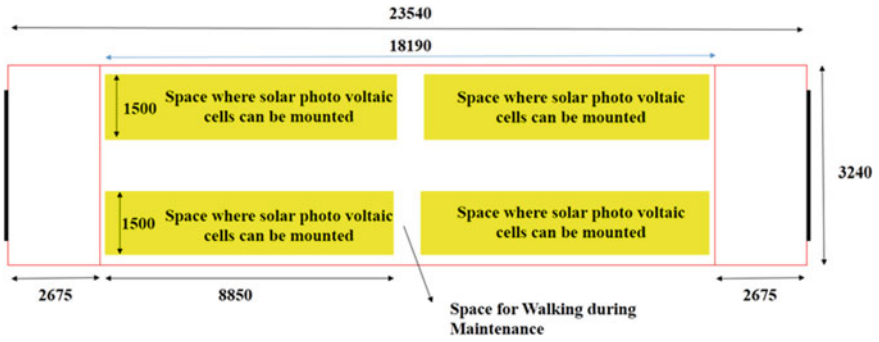 23540
18190
1500
Space where solar photo voltaic
cells can be mounted
Space where solar photo voltaic
cells can be mounted
3240
1500
Space where solar photo voltaic
cells can be mounted
Space where solar photo voltaic
cells can be mounted
2675
8850
2675
Space for Walking during
Maintenance